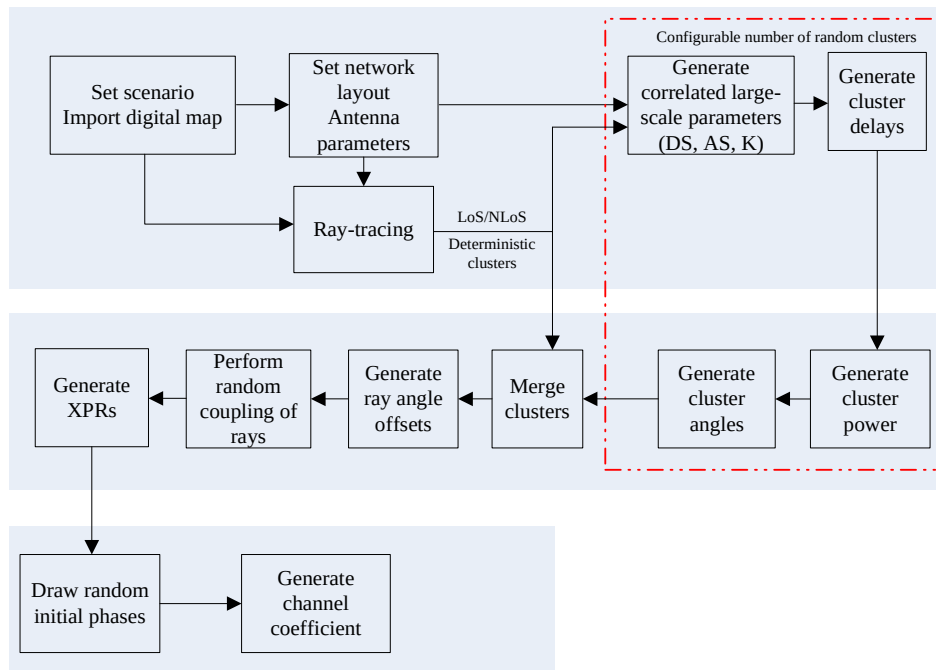 Configurable number of random clusters
Set scenario
Import digital map
Set network
layout
Antenna
parameters
Generate
correlated large-
scale parameters
(DS, AS, K)
Generate
cluster
delays
Ray-tracing
LoS/NLoS
Deterministic
clusters
Generate
XPRs
Perform
random
coupling of
rays
Generate
ray angle
offsets
Merge
clusters
Generate
cluster
angles
Generate
cluster
power
Draw random
initial phases
Generate
channel
coefficient